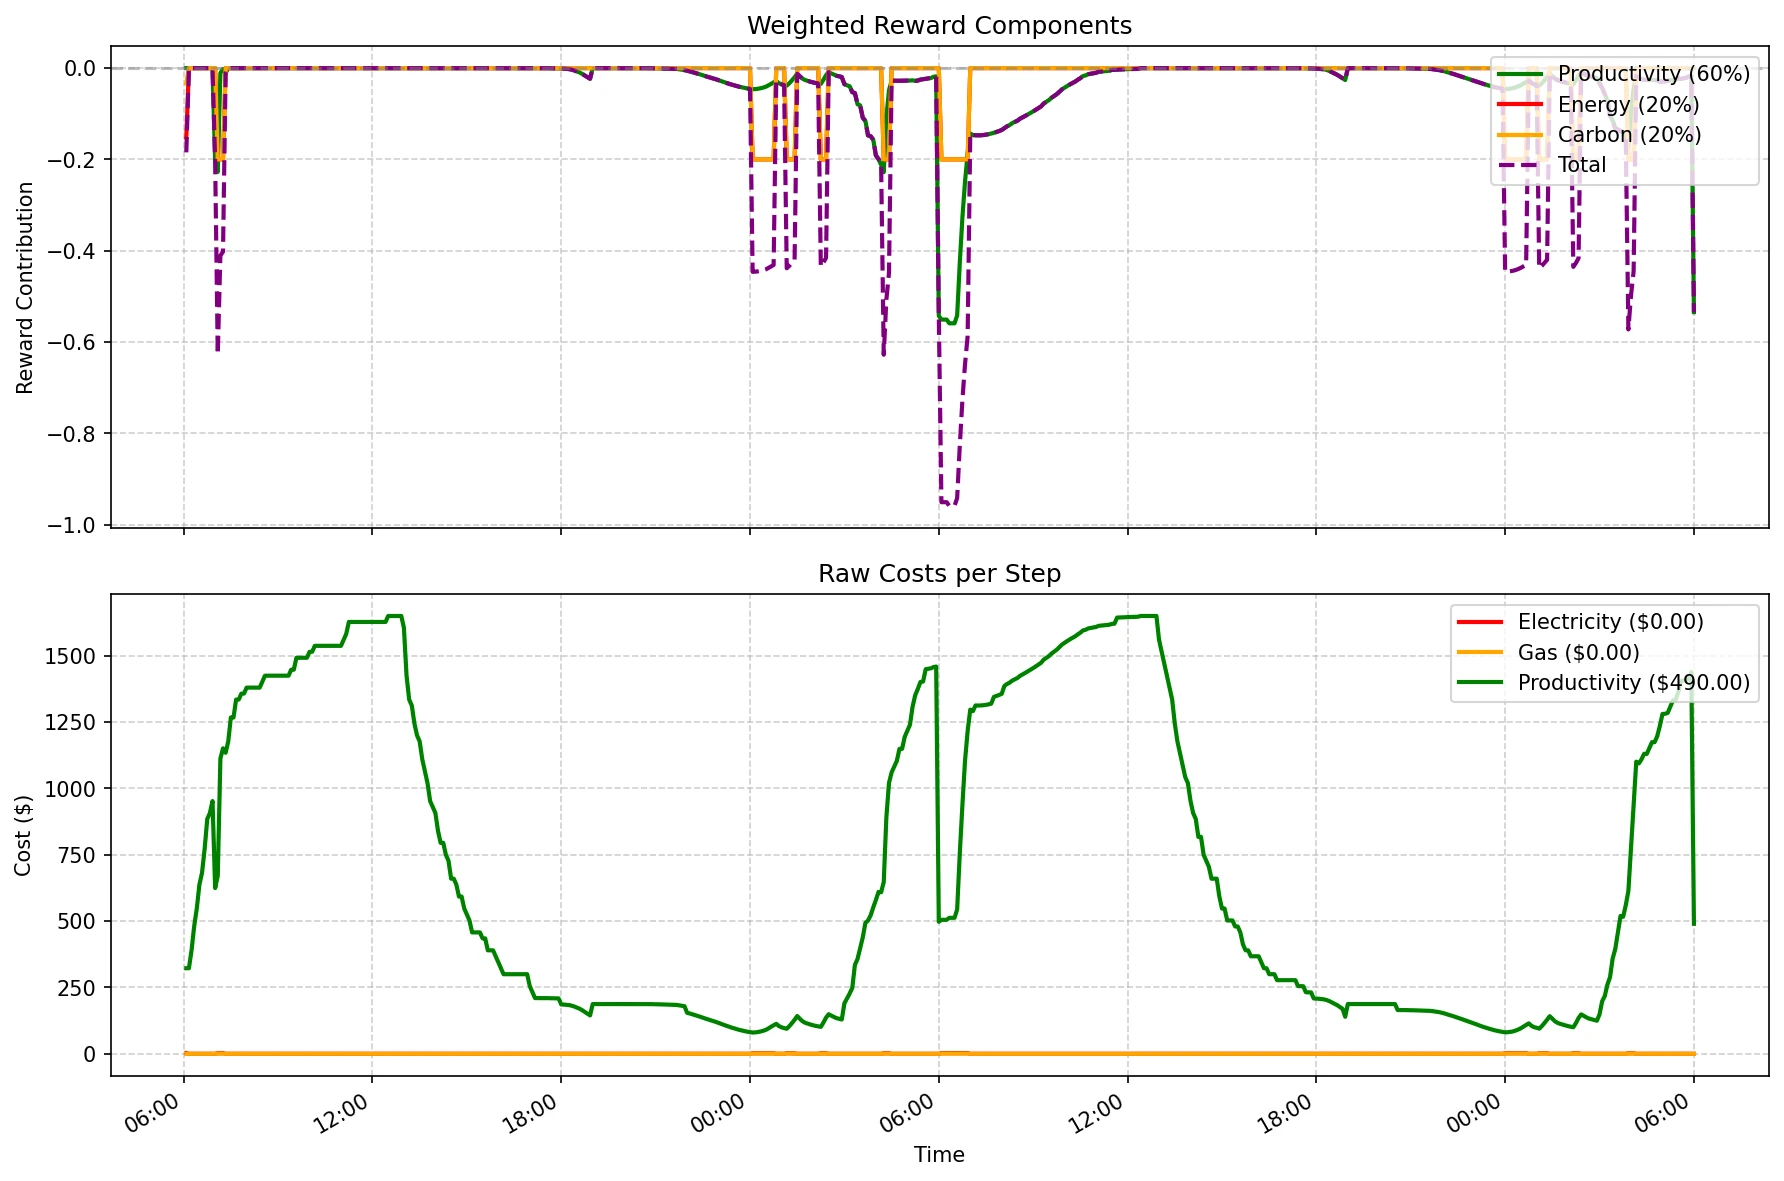 Weighted Reward Components
Reward Contribution
0.0
−0.2
−0.4
−0.6
−0.8
−1.0
Productivity (60%)
Energy (20%)
Carbon (20%)
Total
Raw Costs per Step
Cost ($)
1500
1250
1000
750
500
250
0
Electricity ($0.00)
Gas ($0.00)
Productivity ($490.00)
06:00
12:00
18:00
00:00
06:00
12:00
18:00
00:00
06:00
Time